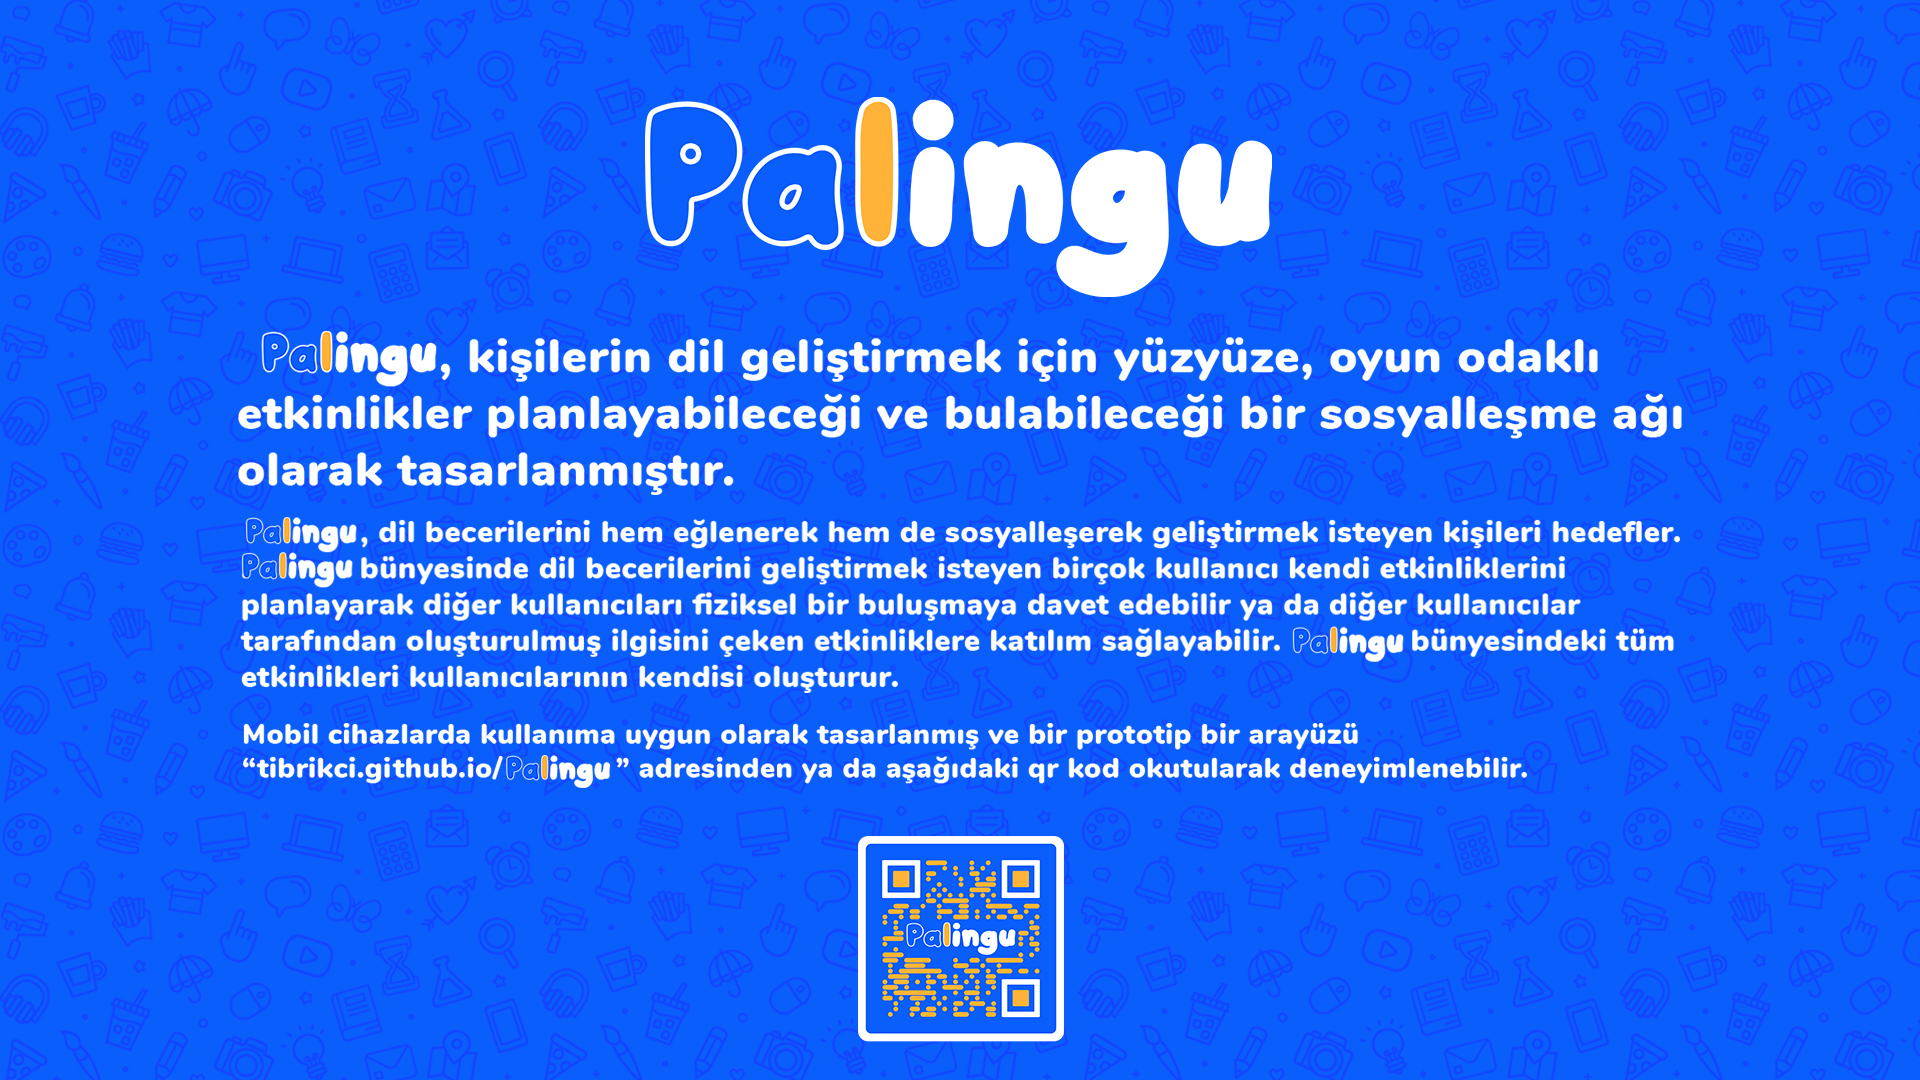 Palingu
Palingu, kişilerin dil geliştirmek için yüzyüze, oyun odaklı
etkinlikler planlayabileceği ve bulabileceği bir sosyalleşme ağı
olarak tasarlanmıştır.
Palingu, dil becerilerini hem eğlenerek hem de sosyalleşerek geliştirmek isteyen kişileri hedefler.
Palingu bünyesinde dil becerilerini geliştirmek isteyen birçok kullanıcı kendi etkinliklerini
planlayarak diğer kullanıcıları fiziksel bir buluşmaya davet edebilir ya da diğer kullanıcılar
tarafından oluşturulmuş ilgisini çeken etkinliklere katılım sağlayabilir. Palingu bünyesindeki tüm
etkinlikleri kullanıcılarının kendisi oluşturur.
Mobil cihazlarda kullanıma uygun olarak tasarlanmış ve bir prototip bir arayüzü
“tibrikci.github.io/Palingu” adresinden ya da aşağıdaki qr kod okutularak deneyimlenebilir.
Palingu